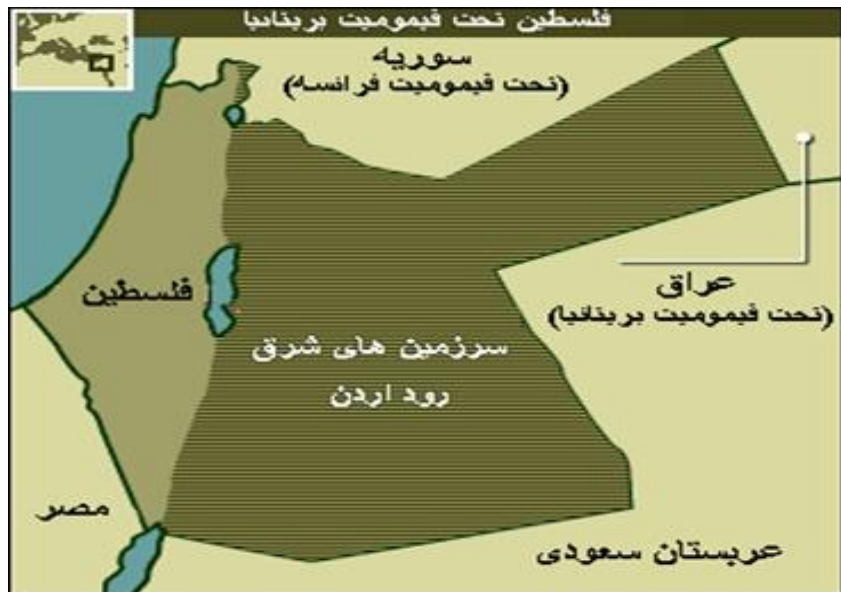 فلسطین تحت قیمومیت بریتانیا
سوریه
(تحت قیمومیت فرانسه)
عراق
(تحت قیمومیت بریتانیا)
فلسطین
سرزمین های شرق
رود اردن
مصر
عربستان سعودی